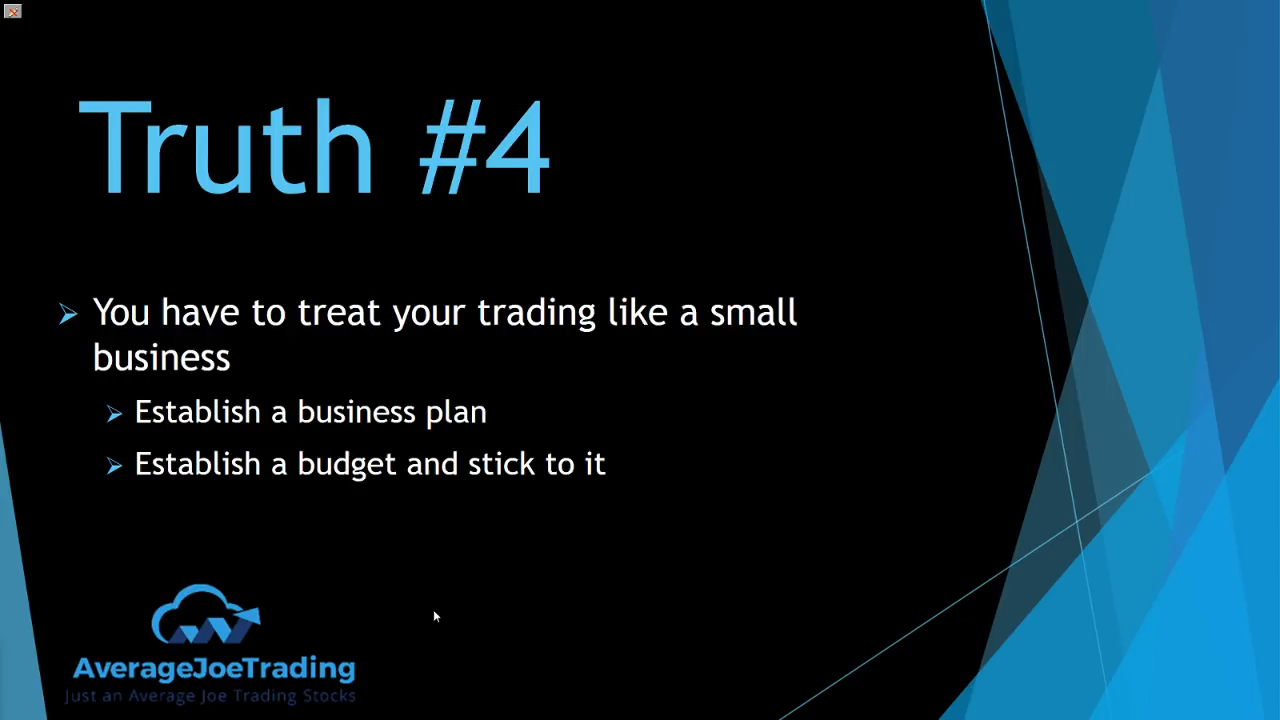 Truth #4
You have to treat your trading like a small
business
Establish a business plan
Establish a budget and stick to it
AverageJoeTrading
Just an Average Joe Trading Stocks